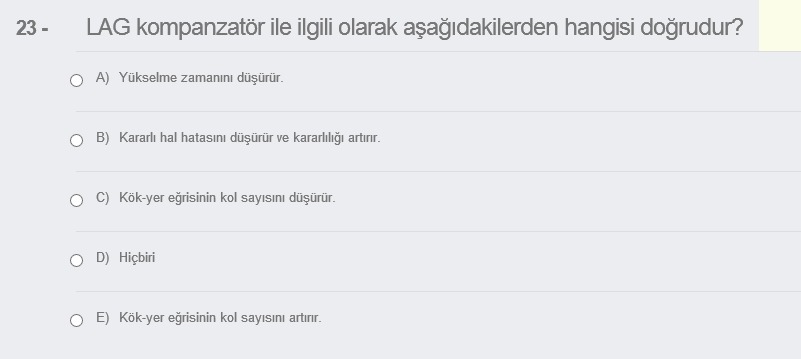 23 - LAG kompanzatör ile ilgili olarak aşağıdakilerden hangisi doğrudur?
A) Yükselme zamanını düşürür.
B) Kararlı hal hatasını düşürür ve kararlılığı artırır.
C) Kök-yer eğrisinin kol sayısını düşürür.
D) Hiçbiri
E) Kök-yer eğrisinin kol sayısını artırır.